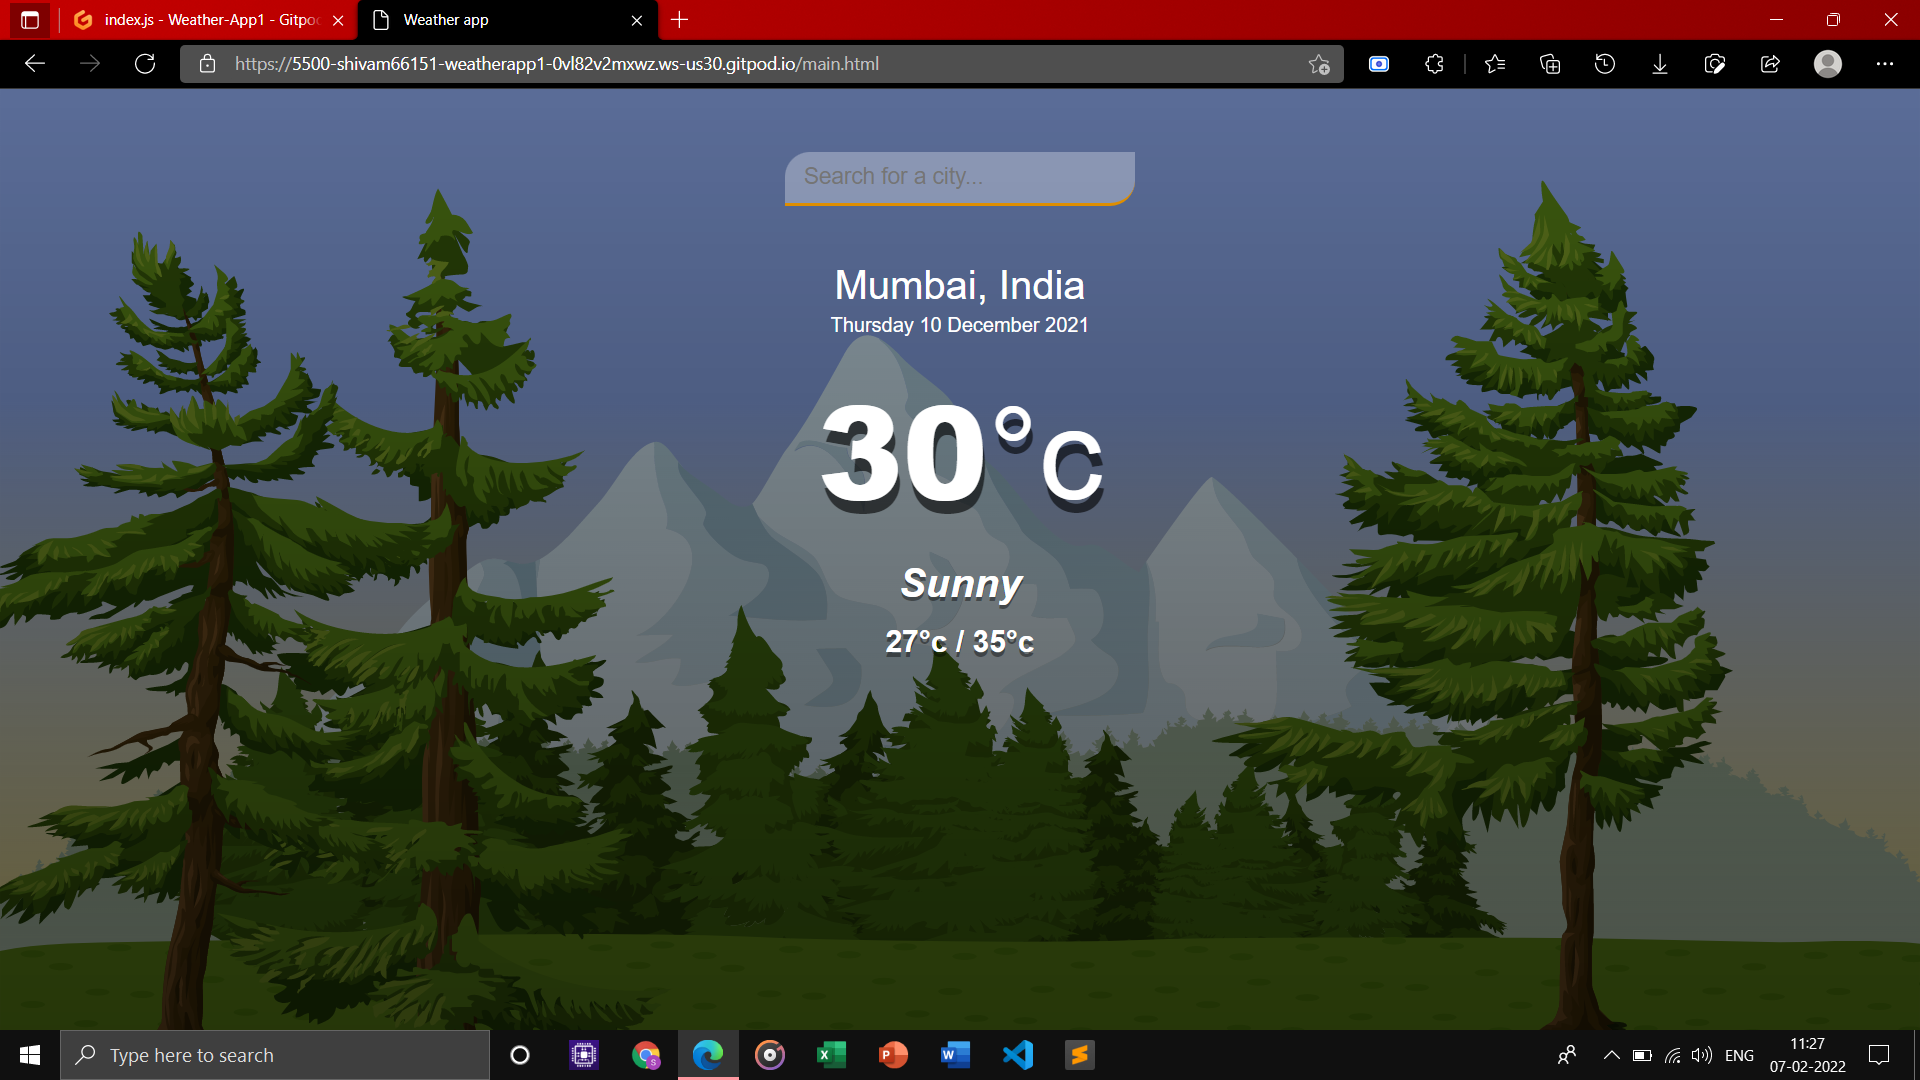 index.js - Weather-App1 - Gitpo
Weather app
https://5500-shivam66151-weatherapp1-0vl82v2mxwz.ws-us30.gitpod.io/main.html
Search for a city...
Mumbai, India
Thursday 10 December 2021
30°c
Sunny
27°c / 35°c
Type here to search
ENG
11:27
07-02-2022